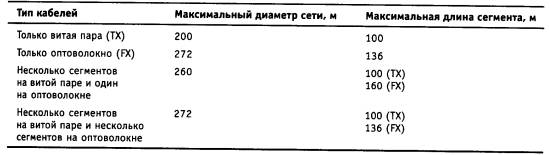 Тип кабелей Максимальный диаметр сети, м Максимальная длина сегмента, м
Только витая пара (TX) 200 100
Только оптоволокно (FX) 272 136
Несколько сегментов 260 100 (TX)
на витой паре и один 160 (FX)
на оптоволокне
Несколько сегментов 272 100 (TX)
на витой паре и несколько 136 (FX)
сегментов на оптоволокне